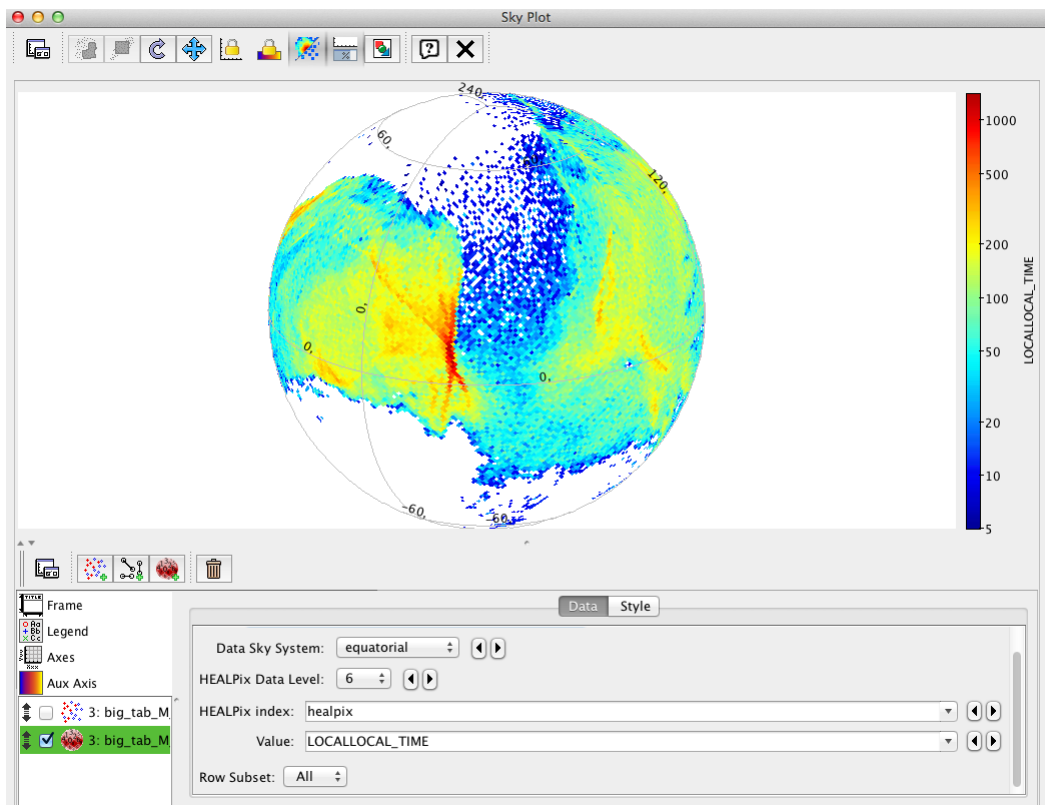 Sky Plot
240,
60,
60,
120,
0,
0,
0,
-60,
-60,
1000
500
200
100
50
20
10
5
LOCALLOCAL_TIME
Frame
Legend
Axes
Aux Axis
3: big_tab_M
3: big_tab_M
Data Style
Data Sky System: equatorial
HEALPix Data Level: 6
HEALPix index: healpix
Value: LOCALLOCAL_TIME
Row Subset: All